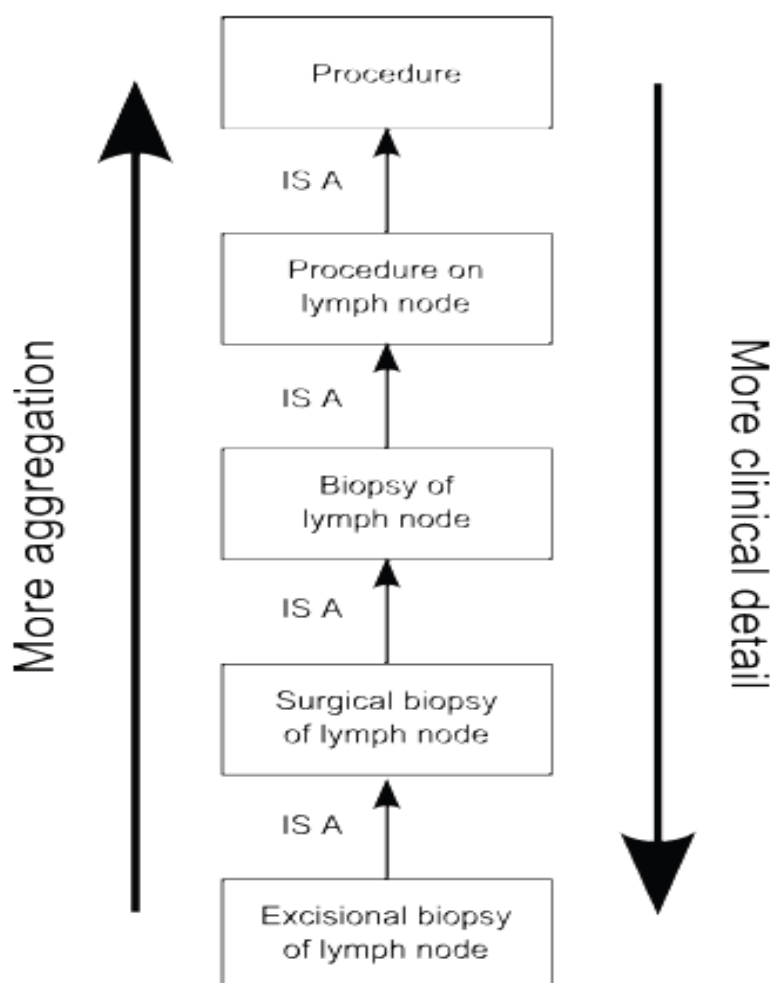 Procedure
IS A
Procedure on
lymph node
IS A
Biopsy of
lymph node
IS A
Surgical biopsy
of lymph node
IS A
Excisional biopsy
of lymph node
More aggregation
More clinical detail